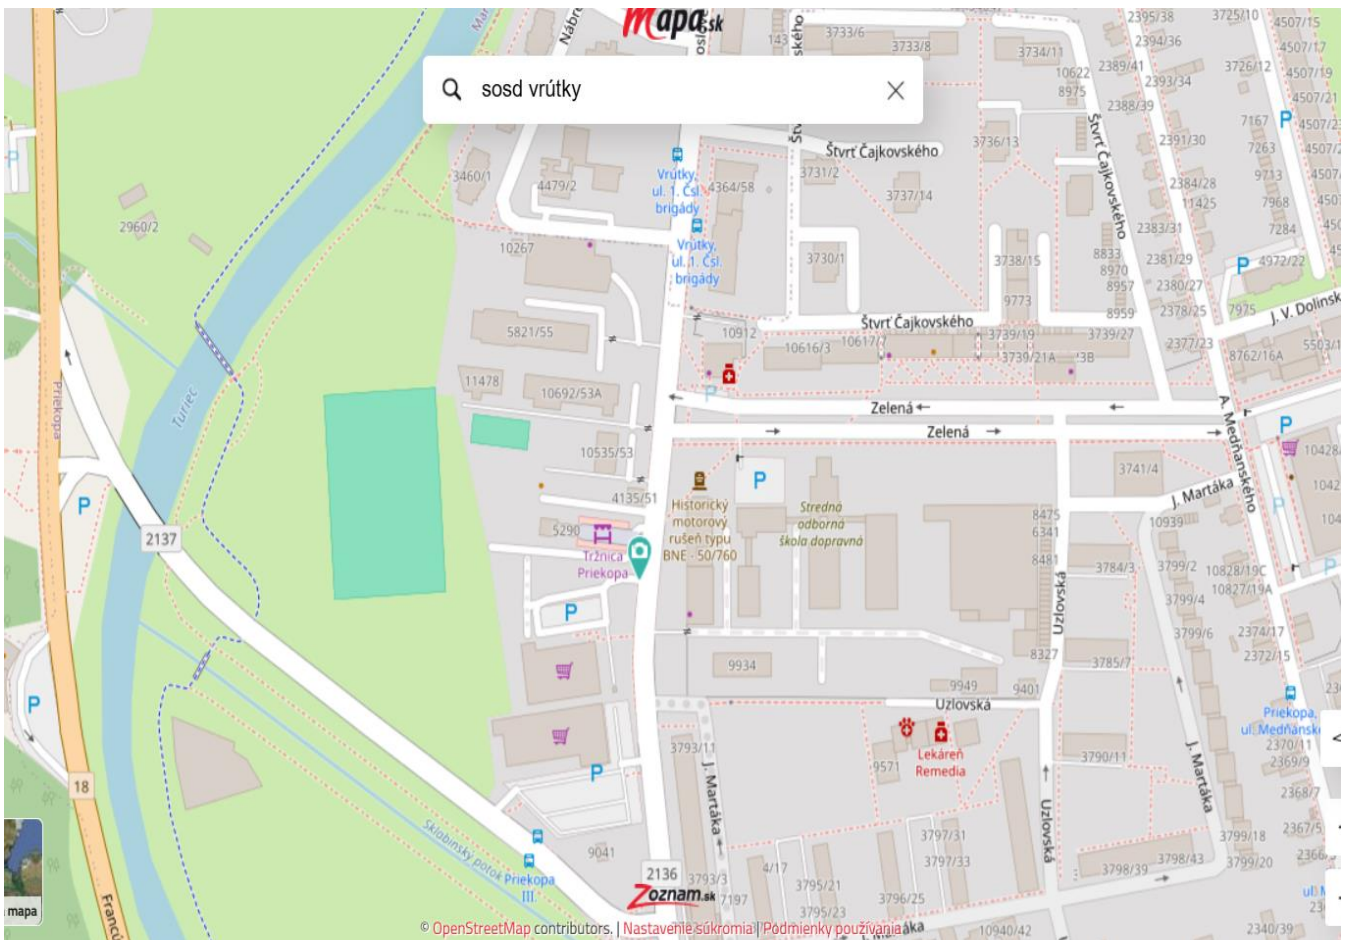 mapa.sk
sosd vrútky
3733/6
3733/8
3734/11
2395/38
3725/10
4507/15
2394/36
4507/17
2389/41
3726/12
10622
8975
2393/34
4507/19
4507/21
2388/39
7167
P
2391/30
7263
3736/13
Štvrť Čajkovského
Štvrť Čajkovského
3460/1
4479/2
Vrútky,
ul. 1. Čsl.
brigády
4364/58
3731/2
3737/14
2384/28
11425
9713
7968
7284
2960/2
10267
Vrútky,
ul. 1. Čsl.
brigády
3730/1
3738/15
2383/31
8833
8970
8957
2381/29
2380/27
P
4972/22
9773
8959
2378/25
7975
J. V. Dolinsk
5821/55
10912
Štvrť Čajkovského
10616/3
10617/7
3739/19
3739/21A
3739/27
2377/23
8762/16A
Priekopa
Turiec
11478
10692/53A
P
Zelená
Zelená
A. Medňanského
P
10535/53
4135/51
3741/4
J. Martáka
P
2137
5290
Tržnica
Priekopa
Historický
motorový
rušeň typu
BNE - 50/760
P
Stredná
odborná
škola dopravná
8475
6341
8481
10939
3784/3
3799/2
10828/19C
10827/19A
P
P
3799/4
Uzlovská
3799/6
2374/17
2372/15
8327
3785/7
9934
9949
9401
Uzlovská
P
Priekopa,
3793/11
J. Martáka
9571
Lekáreň
Remedia
3790/11
J. Martáka
2370/11
2369/9
18
P
Sklabinský potok
Uzlovská
3797/31
3797/33
3799/18
3799/20
Priekopa
III.
9041
2136
3793/3
7197
4/17
3795/21
3795/23
3796/25
3798/39
3798/43
mapa
Zoznam.sk
© OpenStreetMap contributors. | Nastavenie súkromia | Podmienky používania
10940/42
2340/39